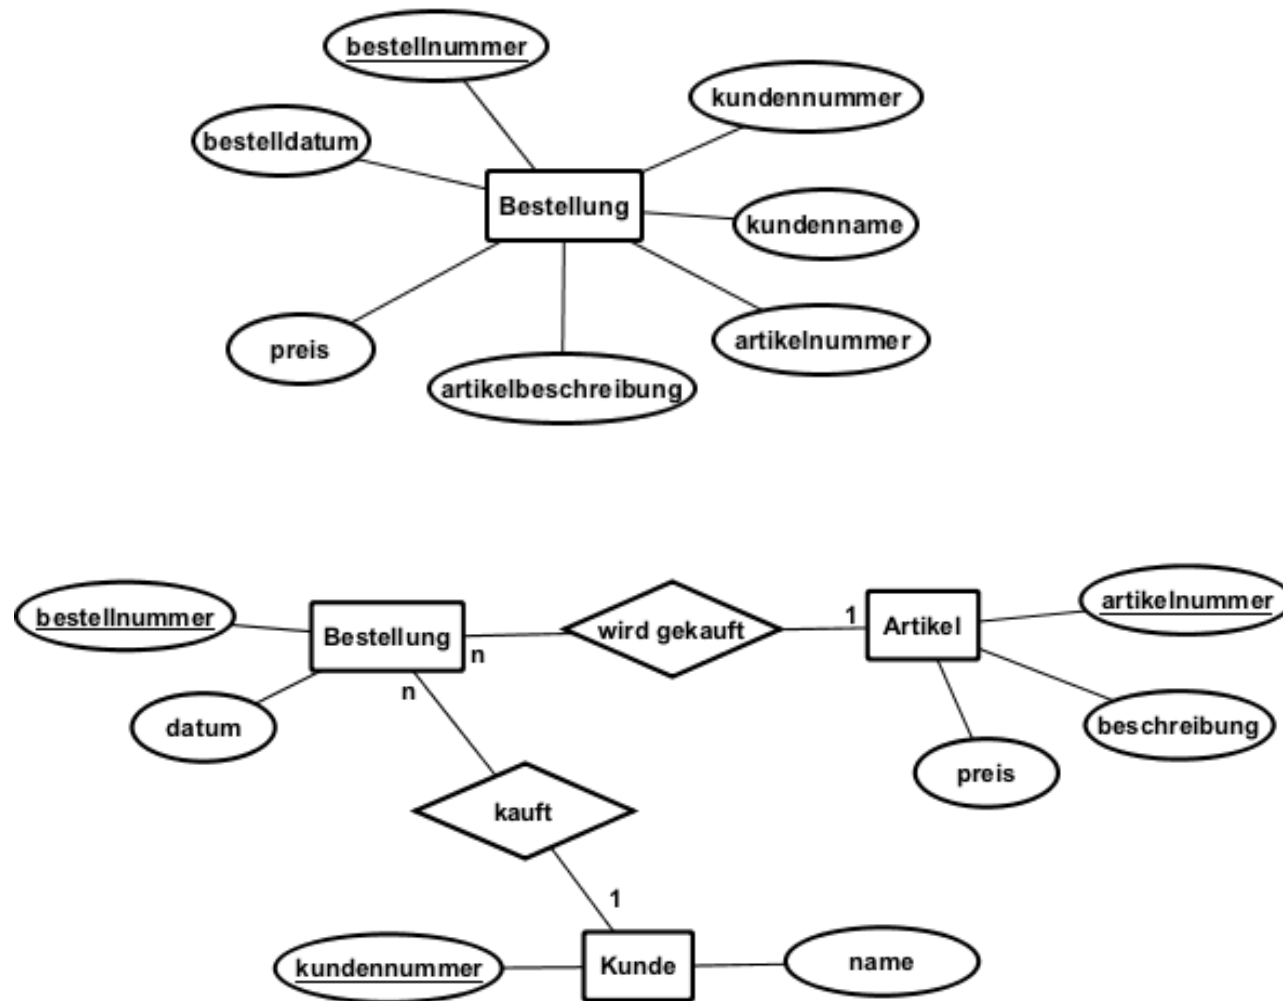 bestellnummer
kundennummer
bestelldatum
Bestellung
kundenname
preis
artikelbeschreibung
artikelnummer
bestellnummer
Bestellung
n
wird gekauft
1
Artikel
artikelnummer
datum
n
beschreibung
preis
kauft
1
kundennummer
Kunde
name